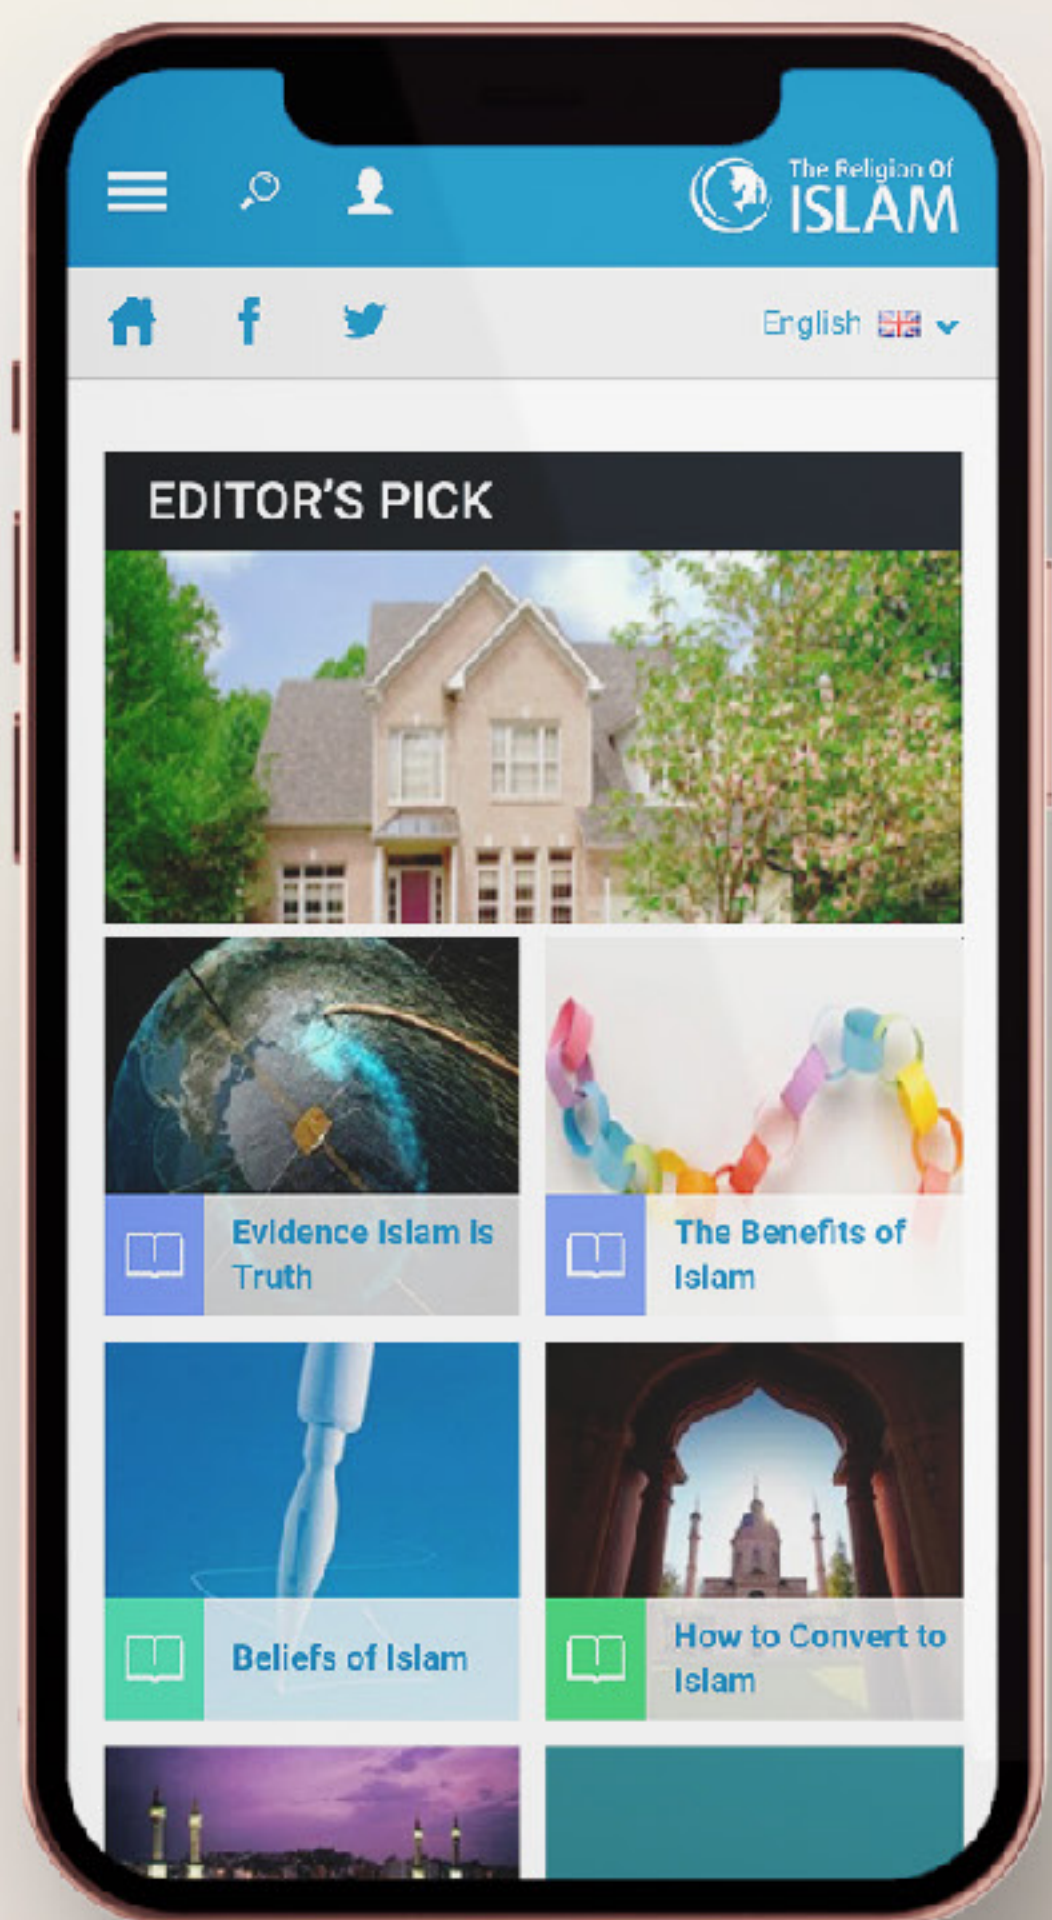 The Religion Of
ISLAM
English
EDITOR'S PICK
Evidence Islam is
Truth
The Benefits of
Islam
Beliefs of Islam
How to Convert to
Islam